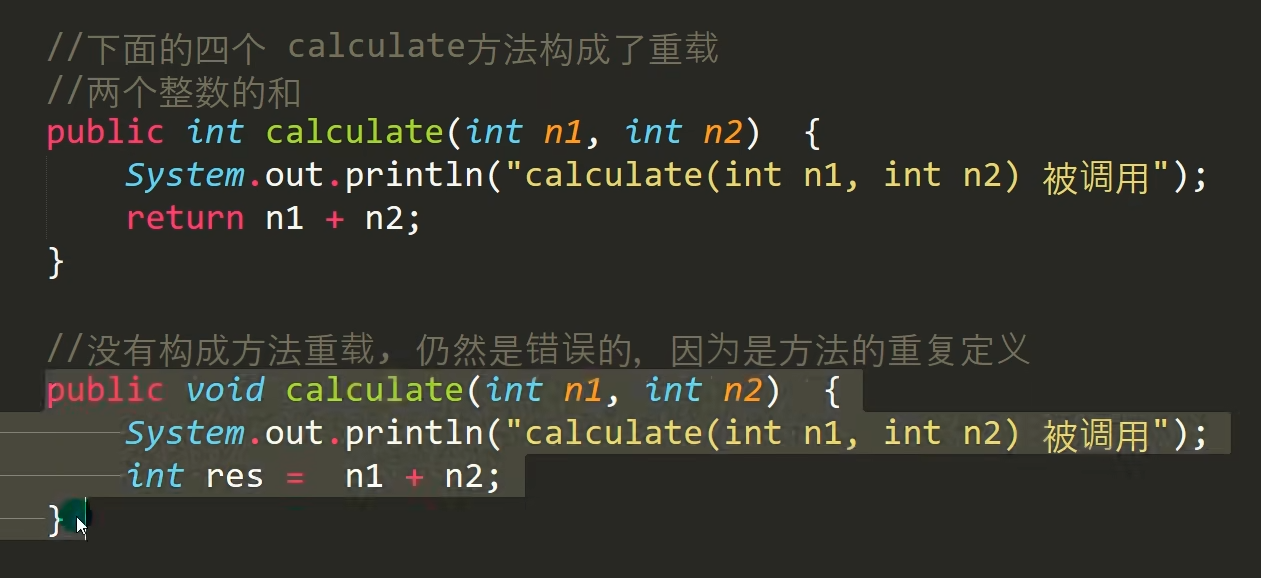 //下面的四个 calculate方法构成了重载
//两个整数的和
public int calculate(int n1, int n2)  {
    System.out.println("calculate(int n1, int n2) 被调用");
    return n1 + n2;
}
//没有构成方法重载, 仍然是错误的, 因为是方法的重复定义
public void calculate(int n1, int n2)  {
    System.out.println("calculate(int n1, int n2) 被调用");
    int res =  n1 + n2;
}